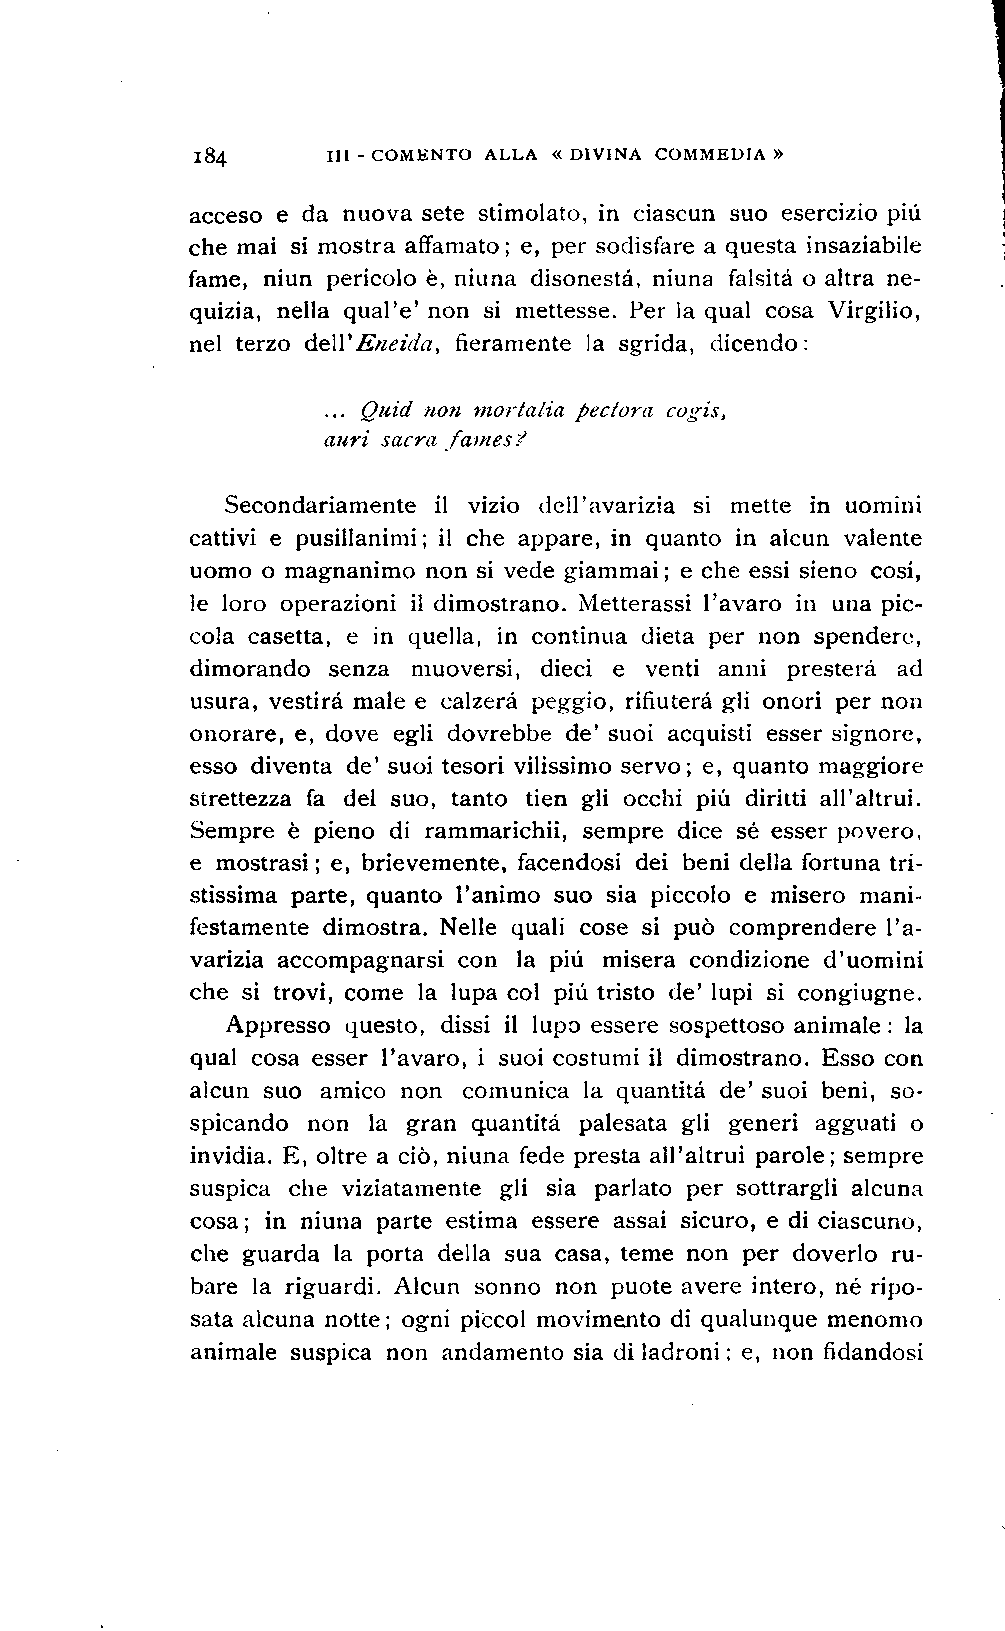 184 III - COMENTO ALLA « DIVINA COMMEDIA »
acceso e da nuova sete stimolato, in ciascun suo esercizio piú
che mai si mostra affamato; e, per sodisfare a questa insaziabile
fame, niun pericolo è, niuna disonestá, niuna falsitá o altra ne-
quizia, nella qual'e' non si mettesse. Per la qual cosa Virgilio,
nel terzo dell'Eneida, fieramente la sgrida, dicendo:
... Quid non mortalia pectora cogis,
auri sacra fames?
Secondariamente il vizio dell'avarizia si mette in uomini
cattivi e pusillanimi; il che appare, in quanto in alcun valente
uomo o magnanimo non si vede giammai; e che essi sieno cosí,
le loro operazioni il dimostrano. Metterassi l'avaro in una pic-
cola casetta, e in quella, in continua dieta per non spendere,
dimorando senza muoversi, dieci e venti anni presterá ad
usura, vestirá male e calzerá peggio, rifiuterá gli onori per non
onorare, e, dove egli dovrebbe de' suoi acquisti esser signore,
esso diventa de' suoi tesori vilissimo servo; e, quanto maggiore
strettezza fa del suo, tanto tien gli occhi piú diritti all'altrui.
Sempre è pieno di rammarichii, sempre dice sé esser povero,
e mostrasi; e, brievemente, facendosi dei beni della fortuna tri-
stissima parte, quanto l'animo suo sia piccolo e misero mani-
festamente dimostra. Nelle quali cose si può comprendere l'a-
varizia accompagnarsi con la piú misera condizione d'uomini
che si trovi, come la lupa col piú tristo de' lupi si congiugne.
Appresso questo, dissi il lupo essere sospettoso animale: la
qual cosa esser l'avaro, i suoi costumi il dimostrano. Esso con
alcun suo amico non comunica la quantitá de' suoi beni, so-
spicando non la gran quantitá palesata gli generi agguati o
invidia. E, oltre a ciò, niuna fede presta all'altrui parole; sempre
suspica che viziatamente gli sia parlato per sottrargli alcuna
cosa; in niuna parte estima essere assai sicuro, e di ciascuno,
che guarda la porta della sua casa, teme non per doverlo ru-
bare la riguardi. Alcun sonno non puote avere intero, né ripo-
sata alcuna notte; ogni piccol movimento di qualunque menomo
animale suspica non andamento sia di ladroni; e, non fidandosi